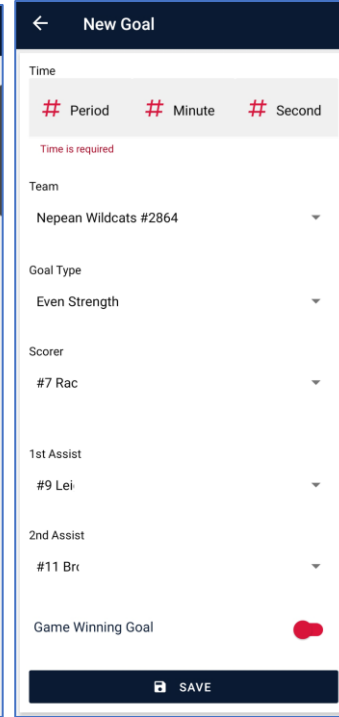 New Goal
Time
# Period # Minute # Second
Time is required
Team
Nepean Wildcats #2864
Goal Type
Even Strength
Scorer
#7 Rac
1st Assist
#9 Lei
2nd Assist
#11 Bro
Game Winning Goal
SAVE